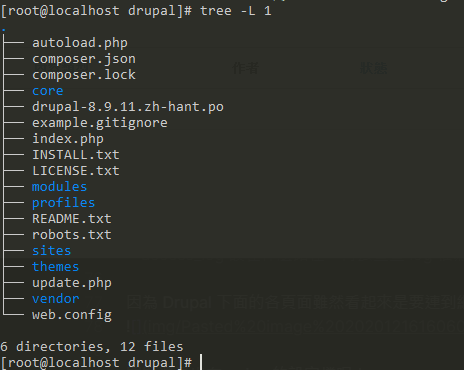 [root@localhost drupal]# tree -L 1
.
├── autoload.php
├── composer.json
├── composer.lock
├── core
├── drupal-8.9.11.zh-hant.po
├── example.gitignore
├── index.php
├── INSTALL.txt
├── LICENSE.txt
├── modules
├── profiles
├── README.txt
├── robots.txt
├── sites
├── themes
├── update.php
├── vendor
└── web.config
6 directories, 12 files
[root@localhost drupal]#